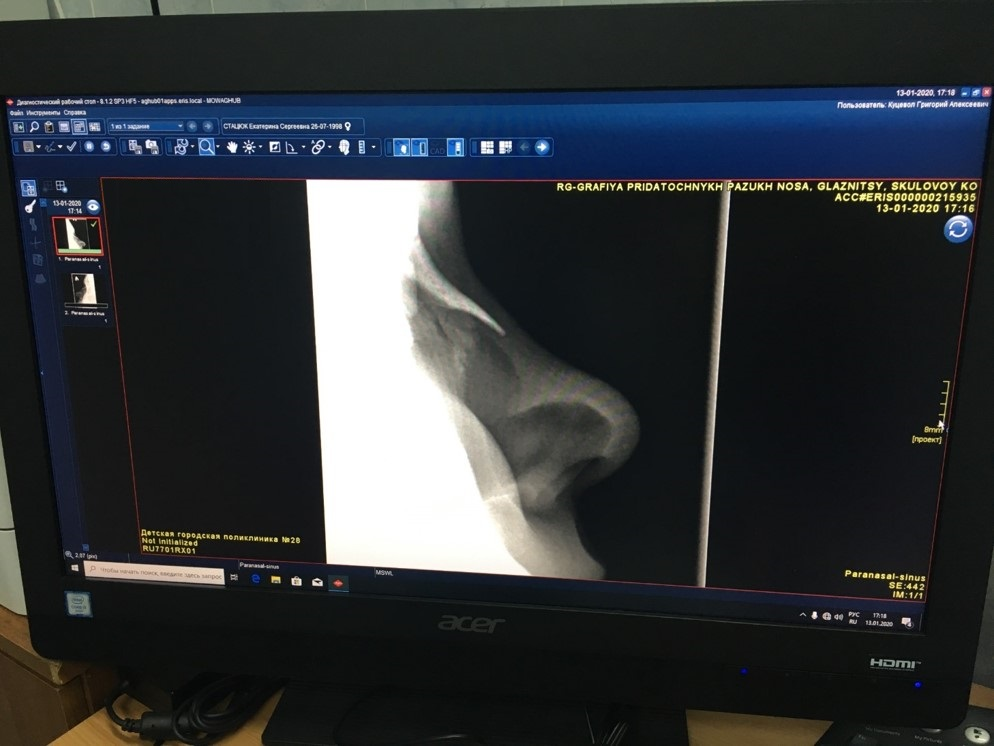 Диагностический рабочий стол - 6.1.2 SP3 HF5 - aghub01apps.eris.local - MOWAGHUB
13-01-2020, 17:18
Файл Инструменты Справка
Пользователь: Куцевол Григорий Алексеевич
1 из 1 задание
СТАЦЮК Екатерина Сергеевна 26-07-1998
RG-GRAFIYA PRIDATOCHNYKH PAZUKH NOSA, GLAZNITSY, SKULOVOY KO
ACC#ERIS000000215935
13-01-2020 17:16
13-01-2020
17:14
1. Paranasal-sinus
1
2. Paranasal-sinus
1
8mm
[проект]
Детская городская поликлиника №28
Not initialized
RU7701RX01
2,07 (pix)
Paranasal-sinus
SE:442
IM:1/1
Paranasal-sinus
MSWL
Чтобы начать поиск, введите здесь запрос
РУС
RU
17:18
13.01.2020
intel
acer
HDMI